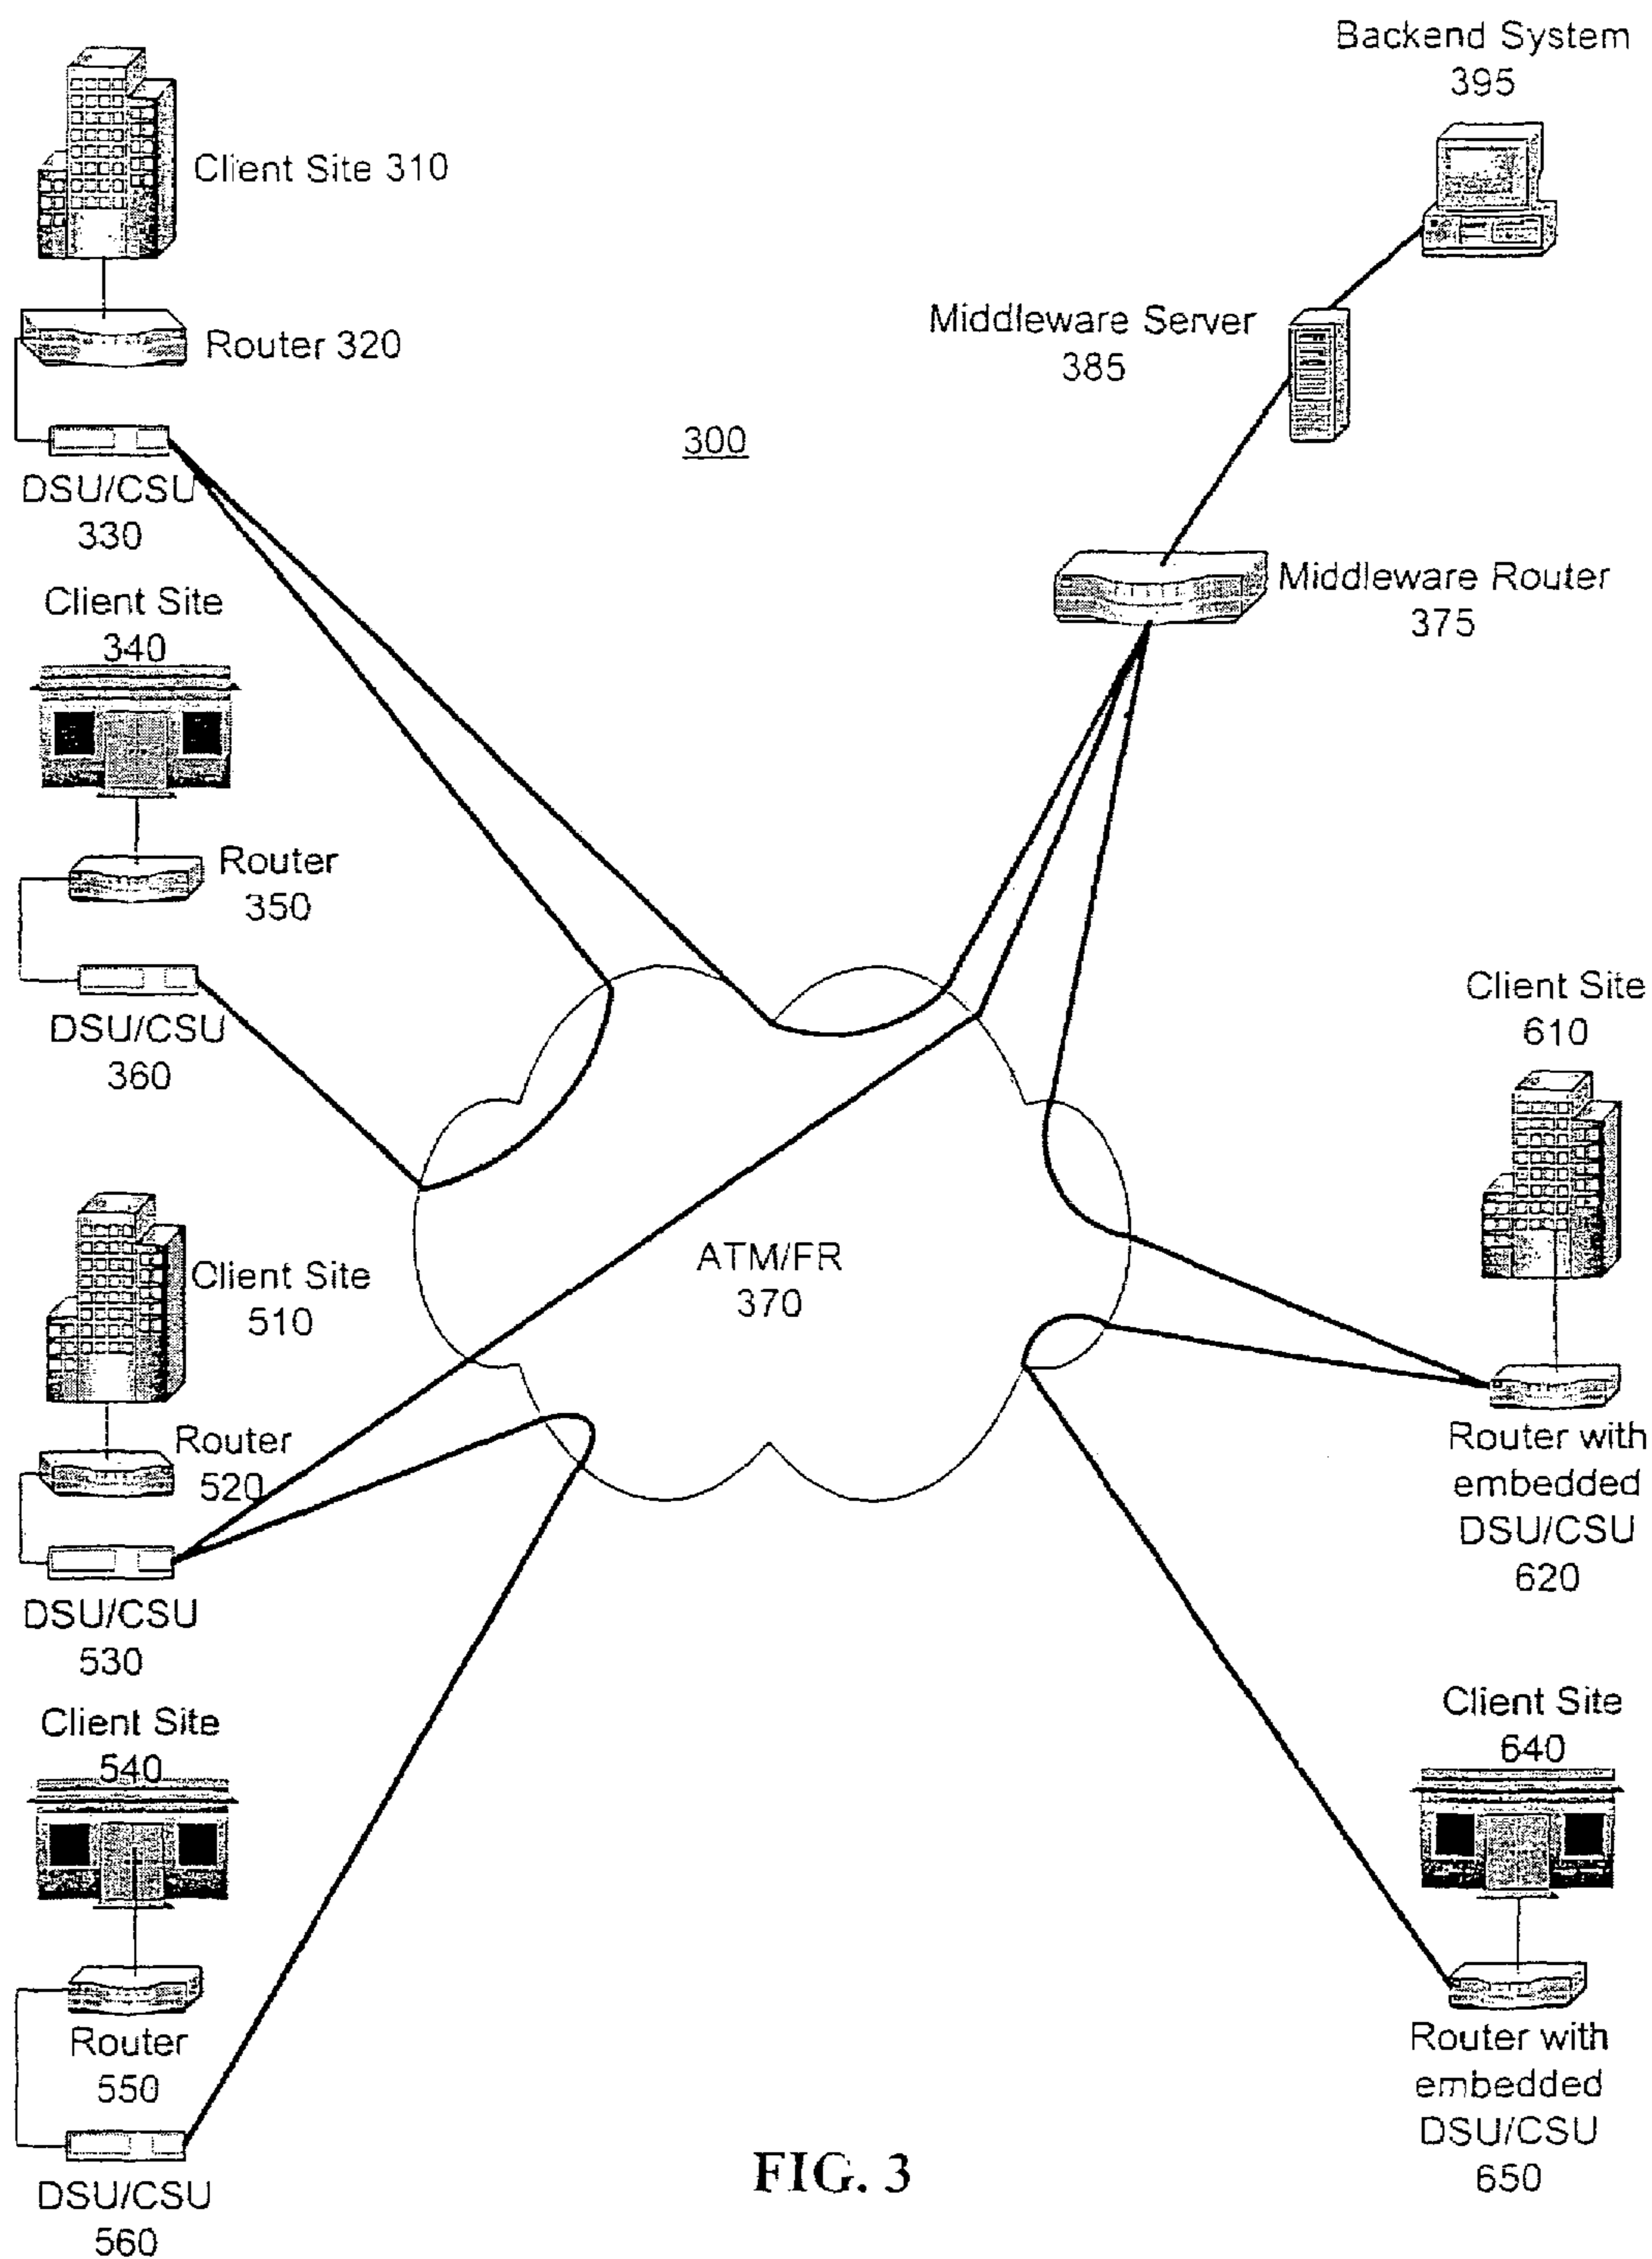 Backend System
395
Client Site 310
Middleware Server
385
Router 320
300
DSU/CSU
330
Middleware Router
375
Client Site
340
Router
350
Client Site
610
DSU/CSU
360
ATM/FR
370
Client Site
510
Router
520
Router with
embedded
DSU/CSU
620
DSU/CSU
530
Client Site
540
Client Site
640
Router
550
Router with
embedded
DSU/CSU
650
DSU/CSU
560
FIG. 3